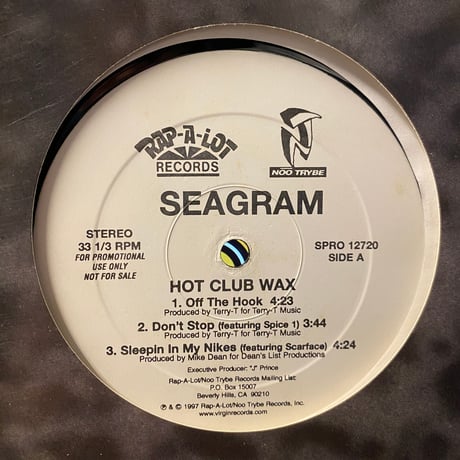 RAP-A-LOT
RECORDS
NOO TRYBE
SEAGRAM
STEREO
33 1/3 RPM
FOR PROMOTIONAL
USE ONLY
NOT FOR SALE
SPRO 12720
SIDE A
HOT CLUB WAX
1. Off The Hook 4:23
Produced by Terry-T for Terry-T Music
2. Don't Stop (featuring Spice 1) 3:44
Produced by Terry-T for Terry-T Music
3. Sleepin In My Nikes (featuring Scarface) 4:24
Produced by Mike Dean for Dean's List Productions
Executive Producer: "J" Prince
Rap-A-Lot/Noo Trybe Records Mailing List:
P.O. Box 15007
Beverly Hills, CA 90210
℗ & © 1997 Rap-A-Lot/Noo Trybe Records, Inc.
www.virginrecords.com